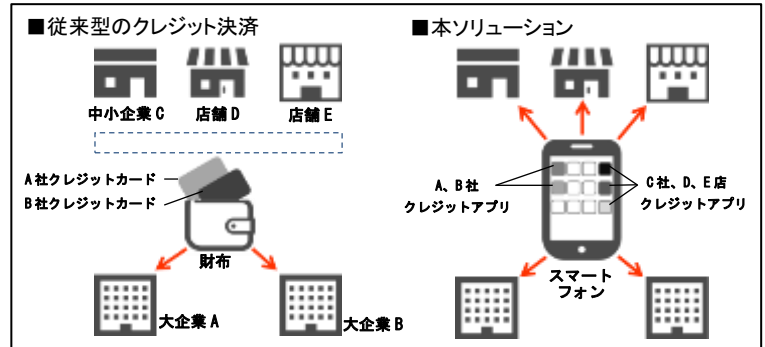 ■従来型のクレジット決済
中小企業C
店舗D
店舗E
A社クレジットカード
B社クレジットカード
財布
大企業A
大企業B
■本ソリューション
A、B社
クレジットアプリ
C社、D、E店
クレジットアプリ
スマート
フォン